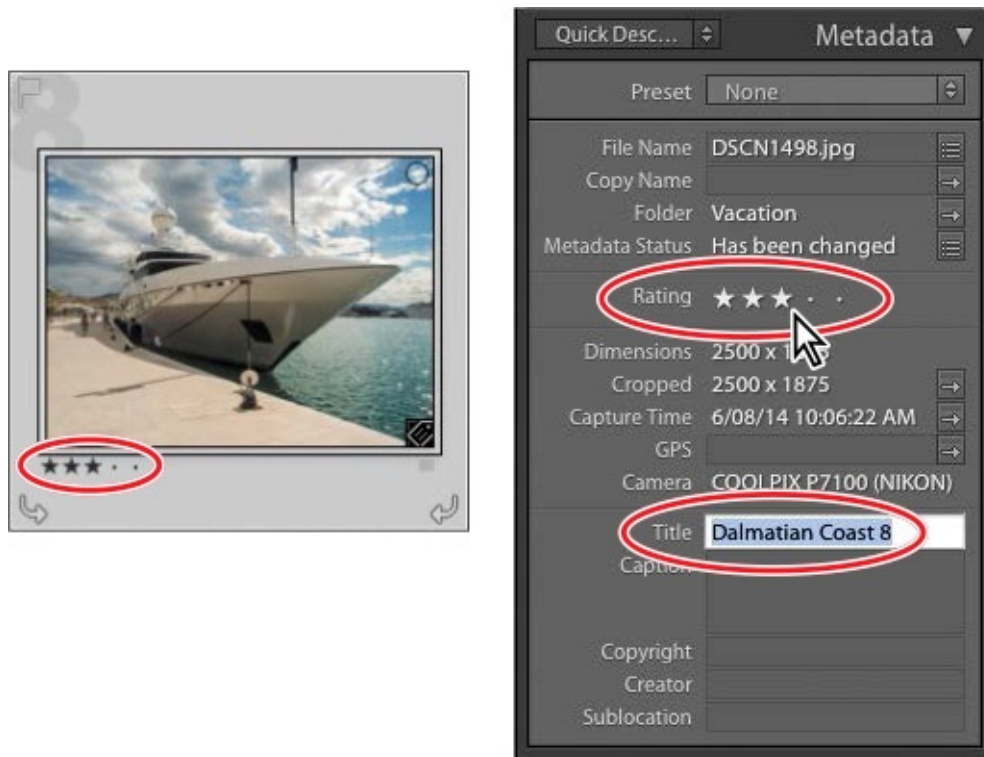 8
Quick Desc... Metadata
Preset None
File Name DSCN1498.jpg
Copy Name
Folder Vacation
Metadata Status Has been changed
Rating
Dimensions 2500 x
Cropped 2500 x 1875
Capture Time 6/08/14 10:06:22 AM
GPS
Camera COOLPIX P7100 (NIKON)
Title Dalmatian Coast 8
Caption
Copyright
Creator
Sublocation